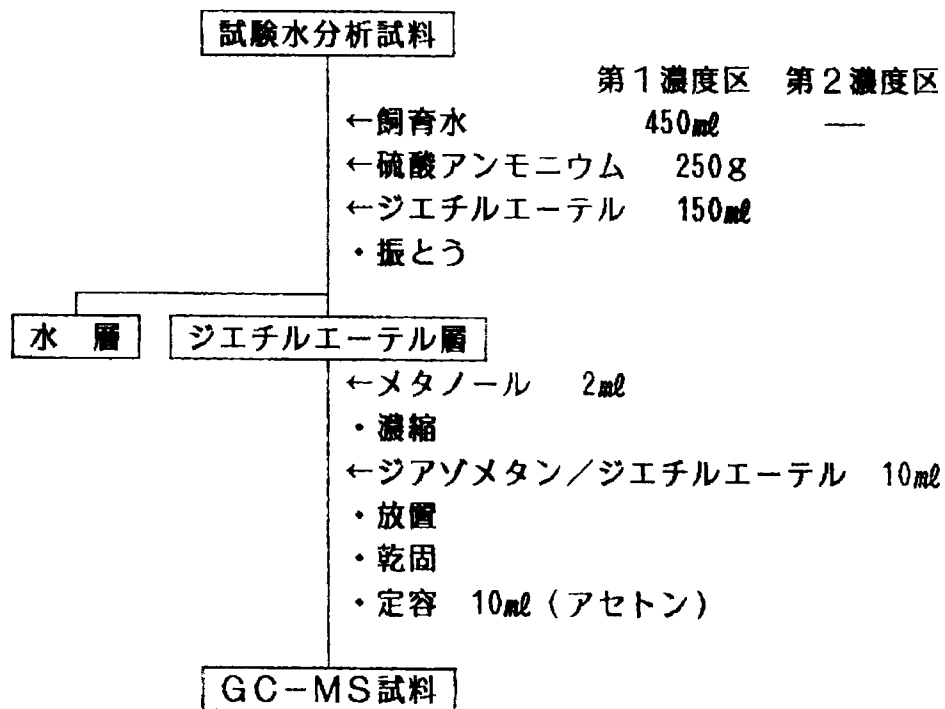 試験水分析試料
第1濃度区 第2濃度区
←飼育水 450㎖ —
←硫酸アンモニウム 250g
←ジエチルエーテル 150㎖
・振とう
水層 ジエチルエーテル層
←メタノール 2㎖
・濃縮
←ジアゾメタン/ジエチルエーテル 10㎖
・放置
・乾固
・定容 10㎖(アセトン)
GC-MS試料